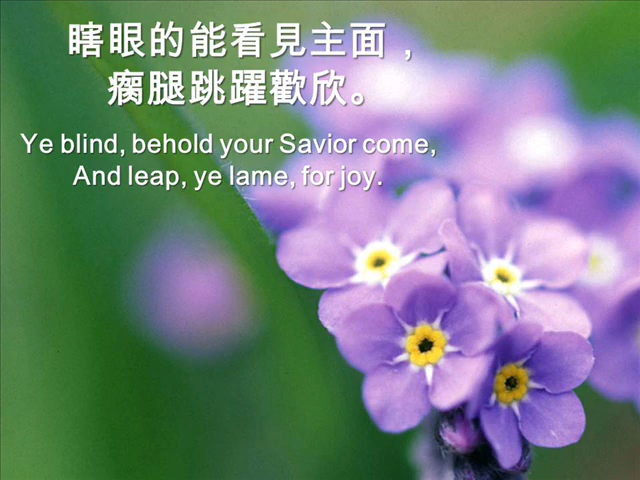 瞎眼的能看見主面，
瘸腿跳躍歡欣。
Ye blind, behold your Savior come,
And leap, ye lame, for joy.